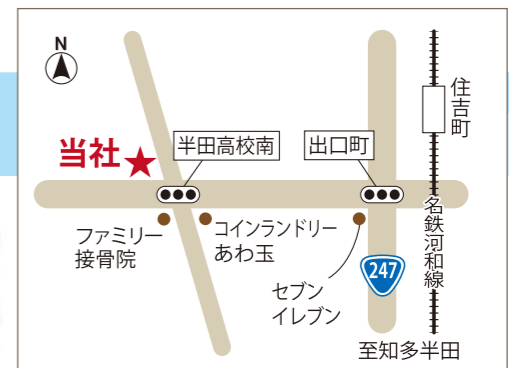 N
住吉町
当社
半田高校南
出口町
ファミリー
接骨院
コインランドリー
あわ玉
セブン
イレブン
247
名鉄河和線
至知多半田